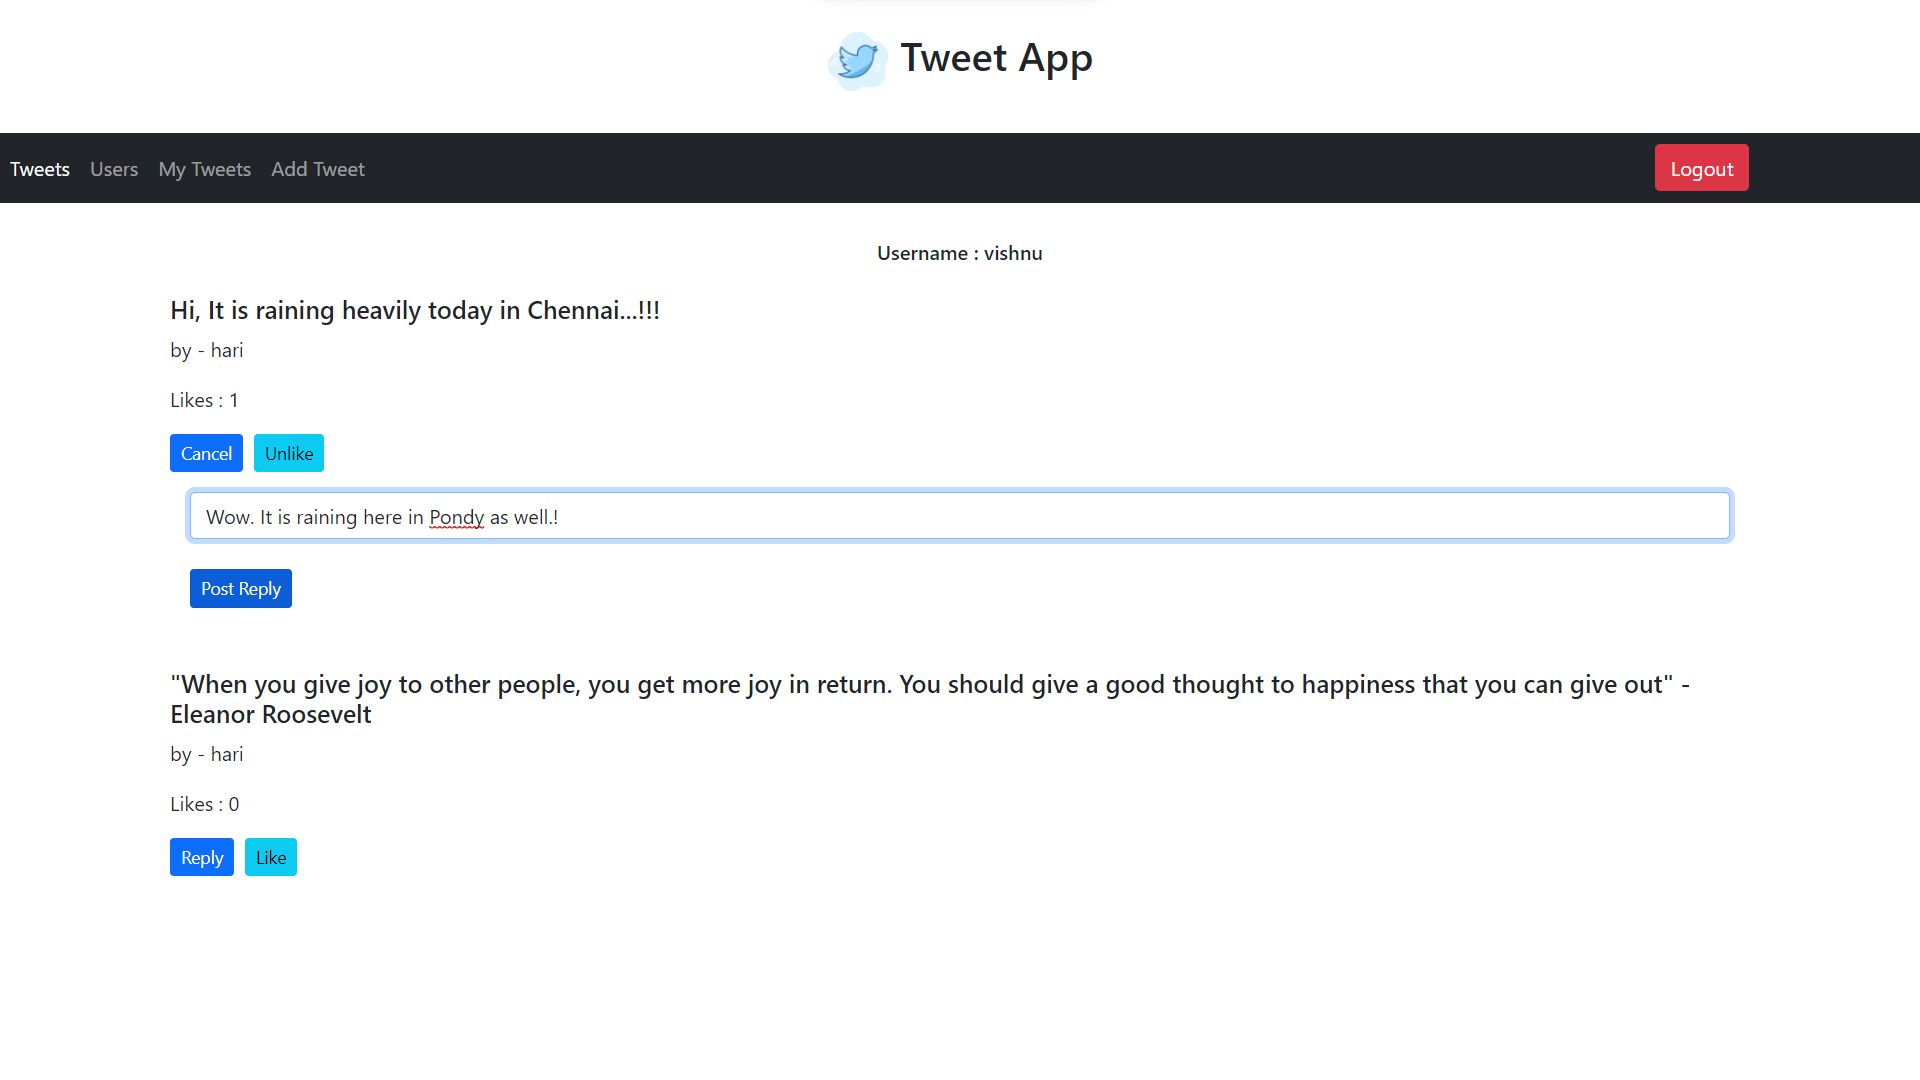 Tweet App
Tweets Users My Tweets Add Tweet Logout
Username : vishnu
Hi, It is raining heavily today in Chennai...!!!
by - hari
Likes : 1
Cancel Unlike
Wow. It is raining here in Pondy as well.!
Post Reply
"When you give joy to other people, you get more joy in return. You should give a good thought to happiness that you can give out" -
Eleanor Roosevelt
by - hari
Likes : 0
Reply Like